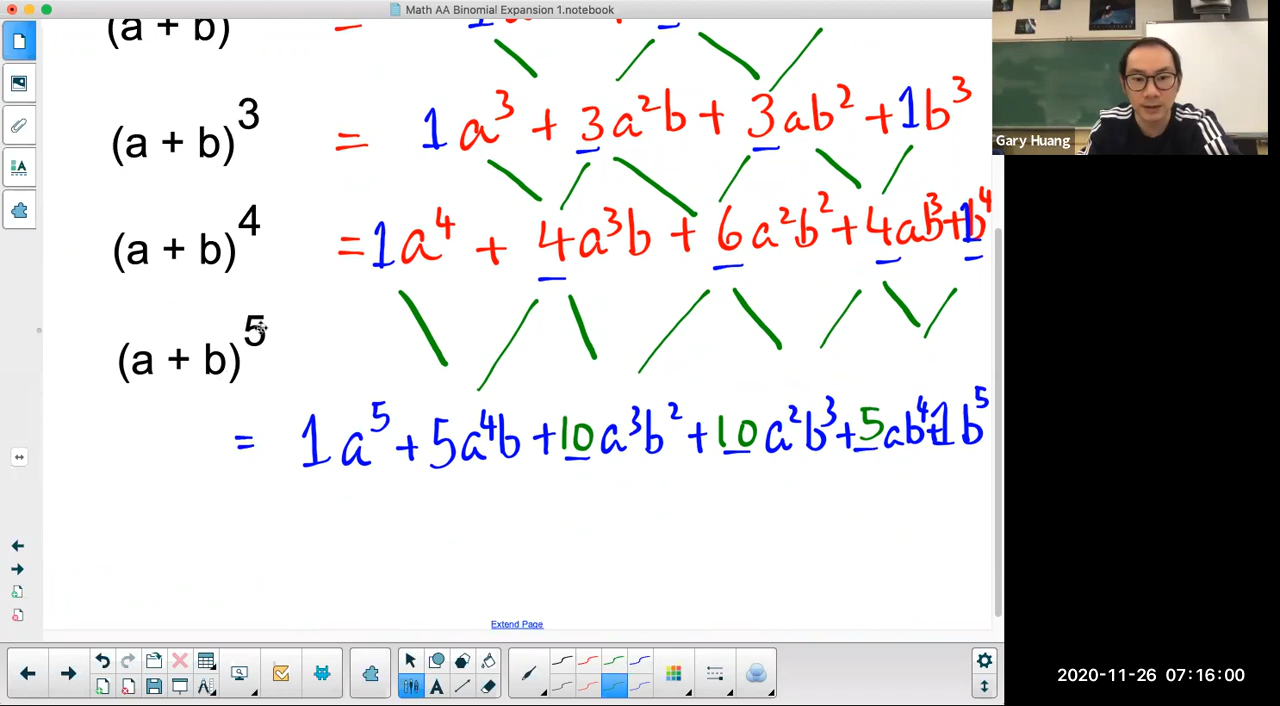 Math AA Binomial Expansion 1.notebook
(a + b)
=
(a + b)³ = 1a³ + 3a²b + 3ab² + 1b³
Gary Huang
(a + b)⁴ = 1a⁴ + 4a³b + 6a²b² + 4ab³ + 1b⁴
(a + b)⁵
= 1a⁵ + 5a⁴b + 10a³b² + 10a²b³ + 5ab⁴ + 1b⁵
Extend Page
2020-11-26 07:16:00